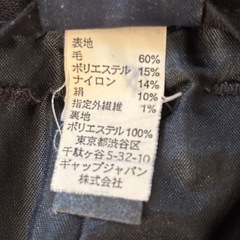 表地
毛 60%
ポリエステル 15%
ナイロン 14%
絹 10%
指定外繊維 1%
裏地
ポリエステル 100%
東京都渋谷区
千駄ヶ谷5-32-10
ギャップジャパン
株式会社